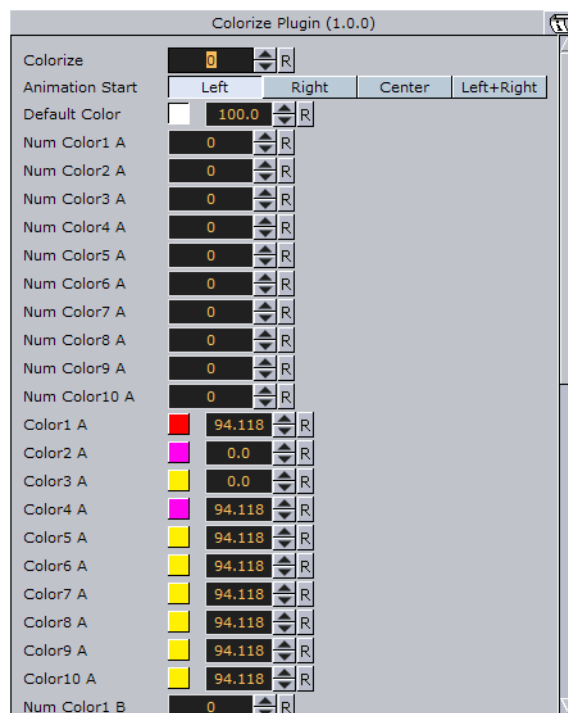 Colorize Plugin (1.0.0)
Colorize 0 R
Animation Start Left Right Center Left+Right
Default Color 100.0 R
Num Color1 A 0 R
Num Color2 A 0 R
Num Color3 A 0 R
Num Color4 A 0 R
Num Color5 A 0 R
Num Color6 A 0 R
Num Color7 A 0 R
Num Color8 A 0 R
Num Color9 A 0 R
Num Color10 A 0 R
Color1 A 94.118 R
Color2 A 0.0 R
Color3 A 0.0 R
Color4 A 94.118 R
Color5 A 94.118 R
Color6 A 94.118 R
Color7 A 94.118 R
Color8 A 94.118 R
Color9 A 94.118 R
Color10 A 94.118 R
Num Color1 B 0 R